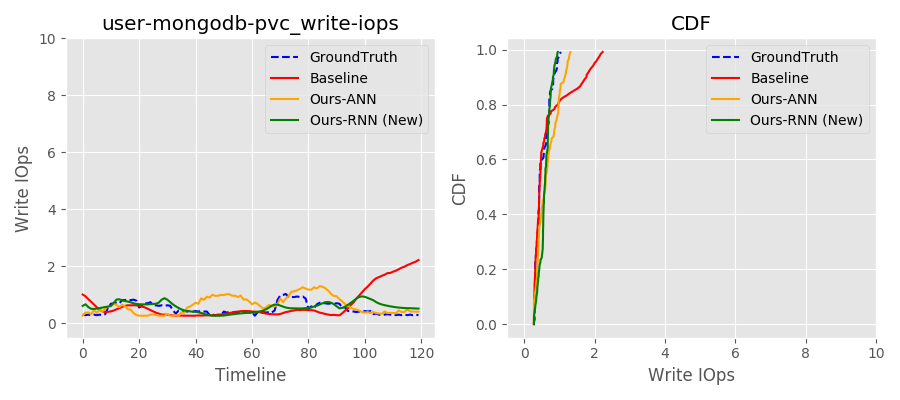 user-mongodb-pvc_write-iops
Write IOps
10
8
6
4
2
0
0 20 40 60 80 100 120
Timeline
GroundTruth
Baseline
Ours-ANN
Ours-RNN (New)
CDF
CDF
1.0
0.8
0.6
0.4
0.2
0.0
0 2 4 6 8 10
Write IOps
GroundTruth
Baseline
Ours-ANN
Ours-RNN (New)